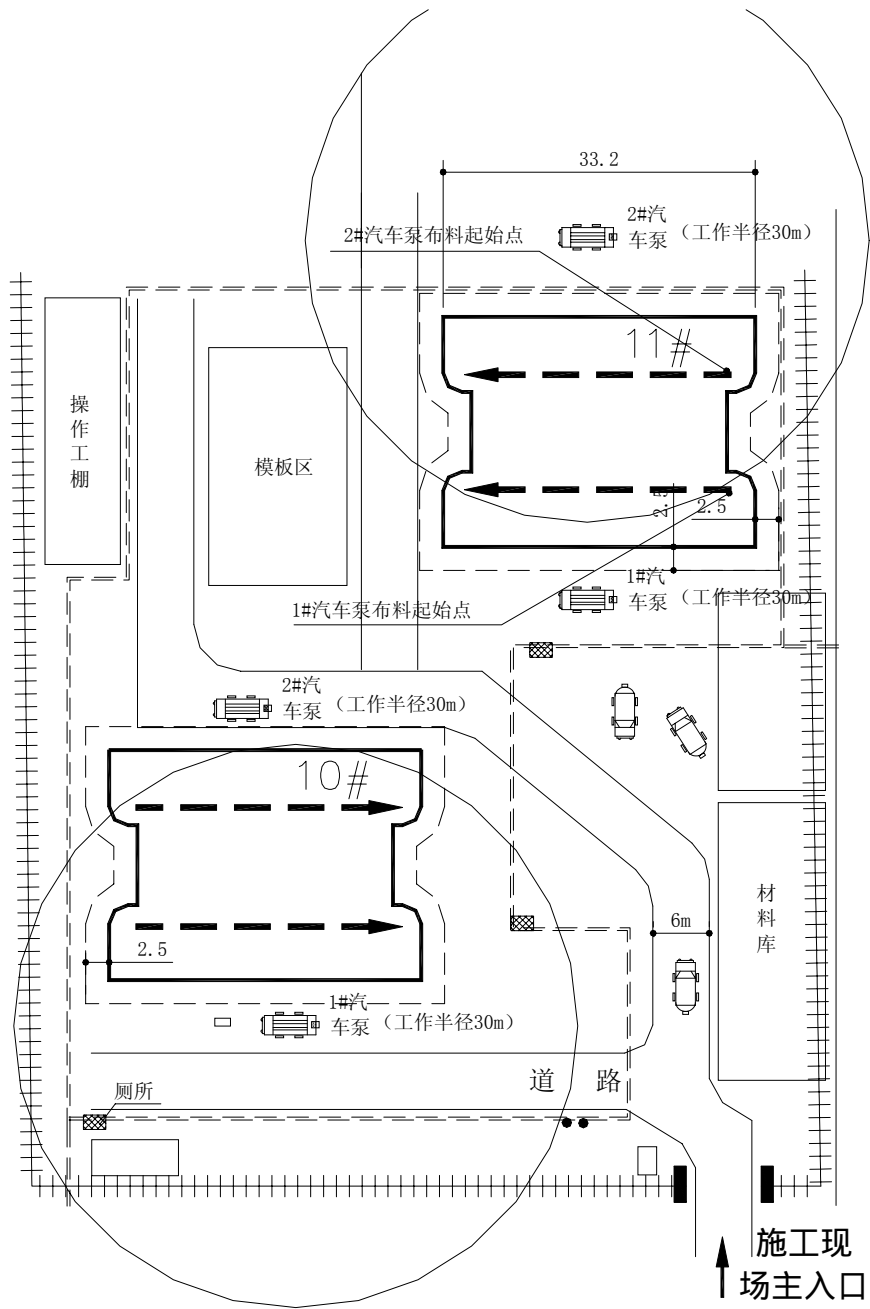 33.2
2#汽
车泵
（工作半径30m）
2#汽车泵布料起始点
11#
操
作
工
棚
模板区
2.5
2.5
1#汽
车泵
（工作半径30m）
1#汽车泵布料起始点
2#汽
车泵
（工作半径30m）
10#
材
料
库
6m
2.5
1#汽
车泵
（工作半径30m）
道 路
厕所
施工现
场主入口